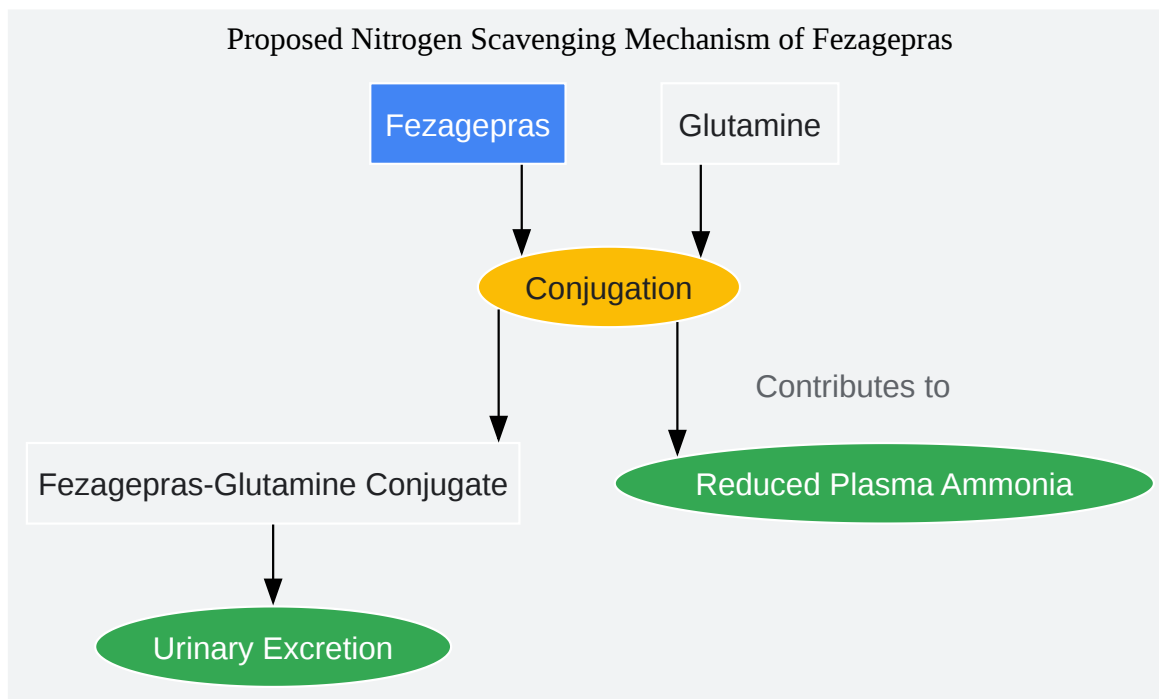 Proposed Nitrogen Scavenging Mechanism of Fezagepras
Fezagepras
Glutamine
Conjugation
Contributes to
Fezagepras-Glutamine Conjugate
Reduced Plasma Ammonia
Urinary Excretion